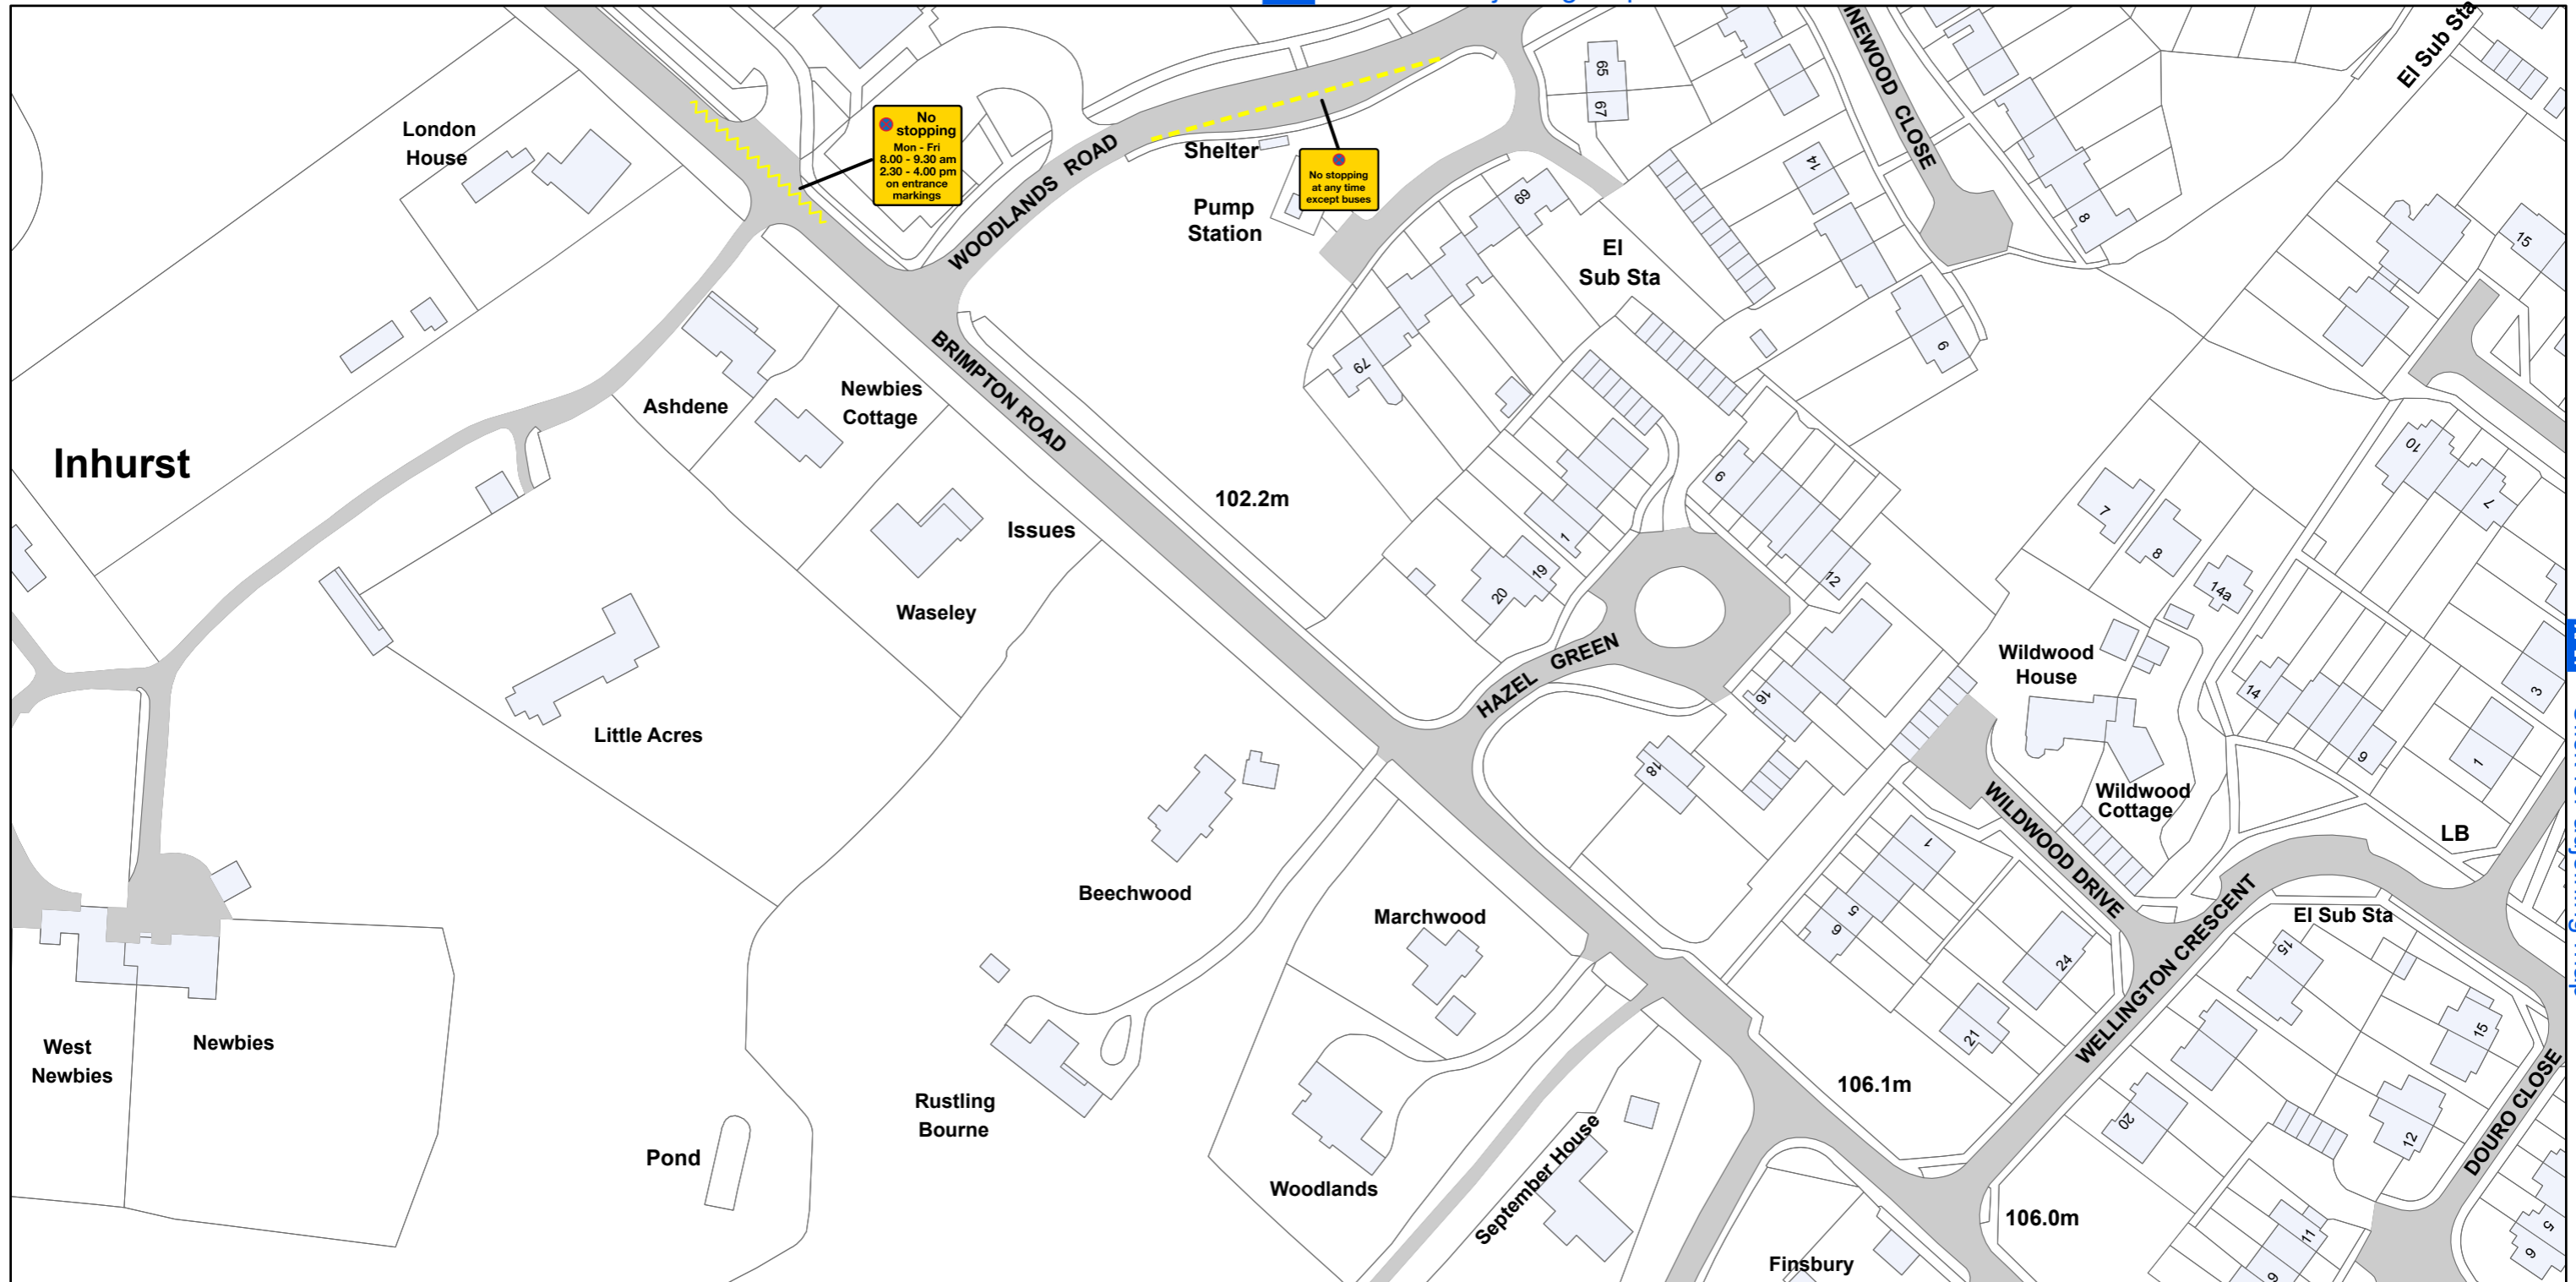 El Sub Sta
NEWOOD CLOSE
London
House
No
stopping
Mon - Fri
8.00 - 9.30 am
2.30 - 4.00 pm
on entrance
markings
WOODLANDS ROAD
Shelter
No stopping
at any time
except buses
Pump
Station
65
67
69
79
El
Sub Sta
14
8
9
15
Inhurst
Ashdene
Newbies
Cottage
BRIMPTON ROAD
102.2m
Issues
Waseley
Little Acres
1
19
20
9
12
16
18
HAZEL GREEN
7
8
14a
10
7
Wildwood
House
Wildwood
Cottage
14
9
3
1
LB
WILDWOOD DRIVE
WELLINGTON CRESCENT
El Sub Sta
1
5
6
24
21
15
15
20
12
Beechwood
Marchwood
West
Newbies
Newbies
Rustling
Bourne
Pond
Woodlands
September House
106.1m
106.0m
DOURO CLOSE
11
5
6
Finsbury